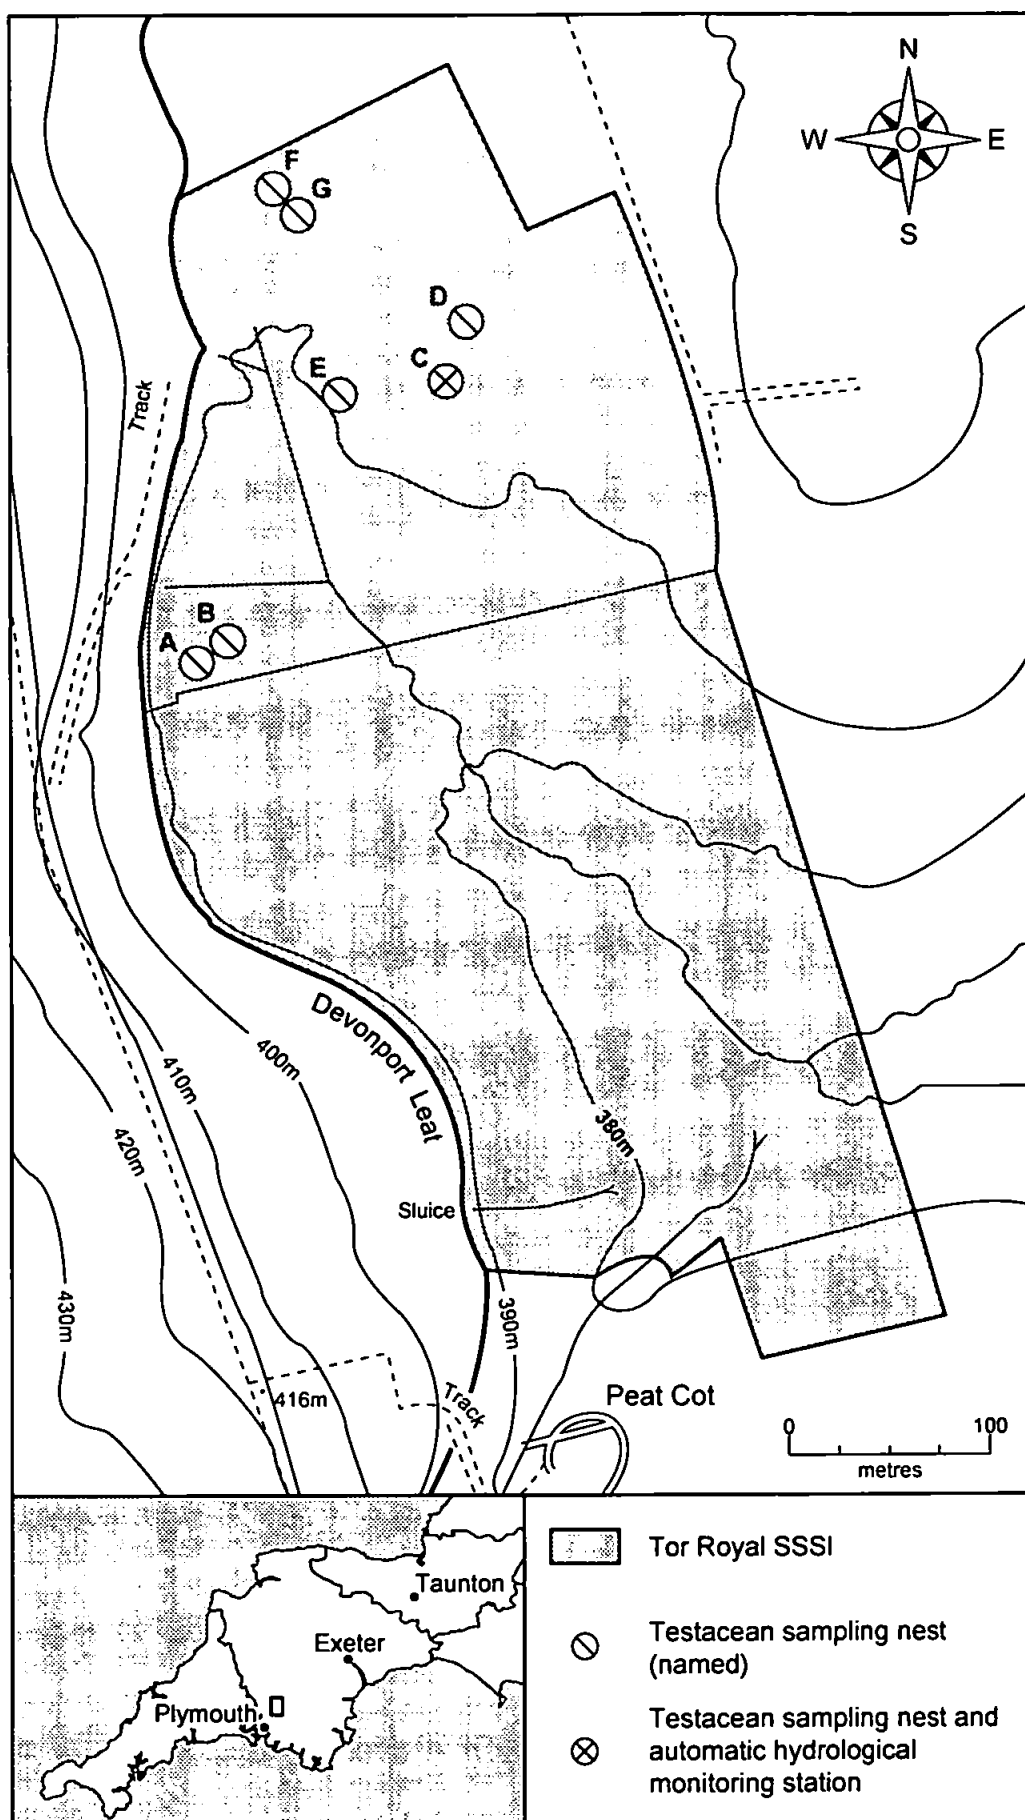 N
W E
S
F
G
D
C
E
Track
B
A
Devonport Leat
400m
410m
420m
380m
Sluice
430m
390m
416m
Track
Peat Cot
0 100
metres
Taunton
Exeter
Plymouth
Tor Royal SSSI
Testacean sampling nest
(named)
Testacean sampling nest and
automatic hydrological
monitoring station